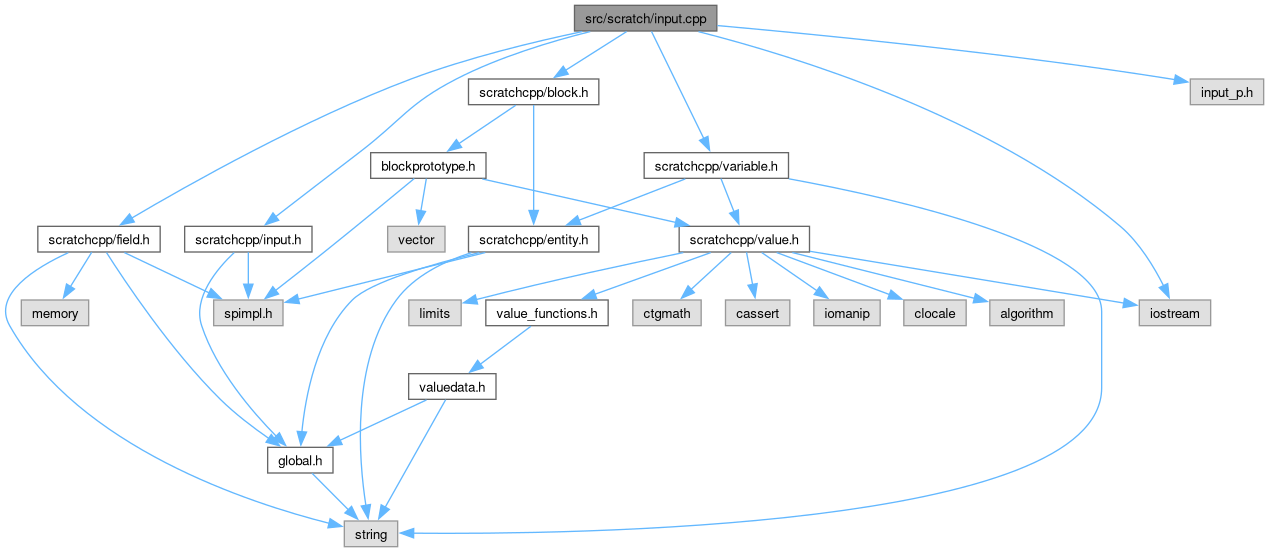 src/scratch/input.cpp
scratchcpp/block.h
input_p.h
blockprototype.h
scratchcpp/variable.h
scratchcpp/field.h
scratchcpp/input.h
vector
scratchcpp/entity.h
scratchcpp/value.h
memory
spimpl.h
limits
value_functions.h
ctgmath
cassert
iomanip
clocale
algorithm
iostream
valuedata.h
global.h
string